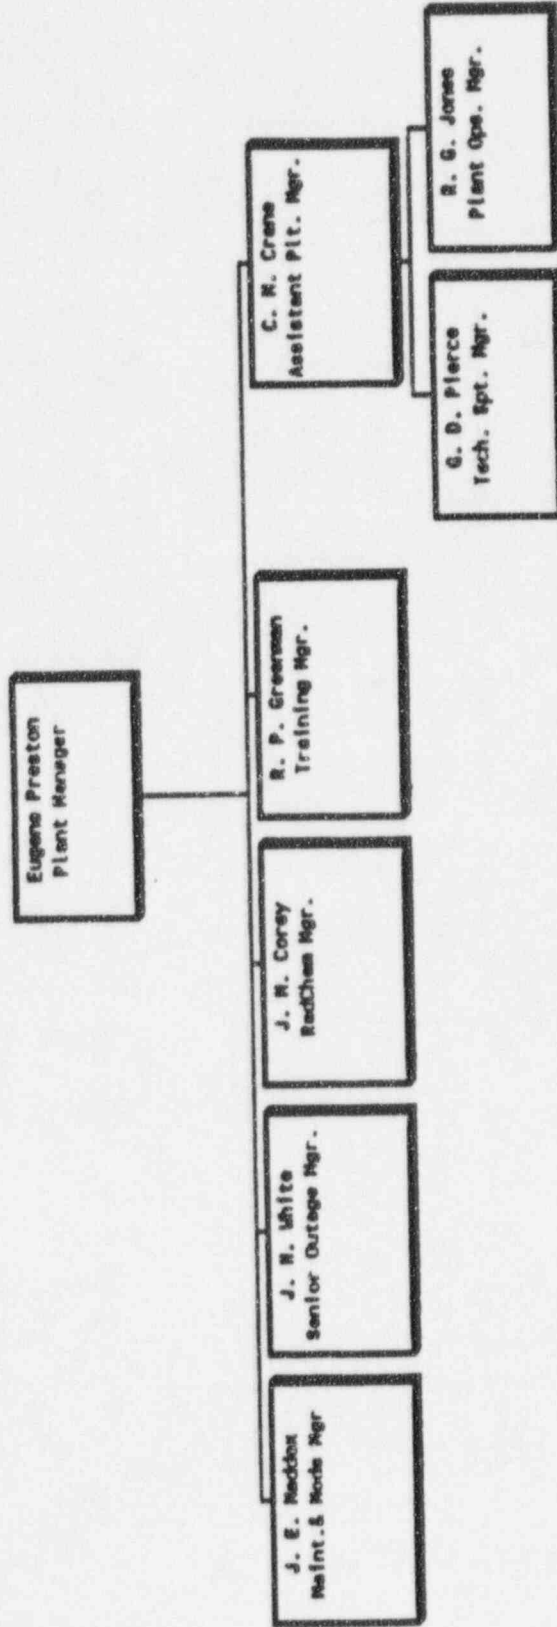 Eugene Preston
Plant Manager
J. E. Maddox
Maint.& Mods Mgr
J. N. White
Senior Outage Mgr.
J. M. Corey
RadChem Mgr.
R. P. Greenman
Training Mgr.
C. M. Crane
Assistant Plt. Mgr.
G. D. Pierce
Tech. Spt. Mgr.
R. G. Jones
Plant Ops. Mgr.